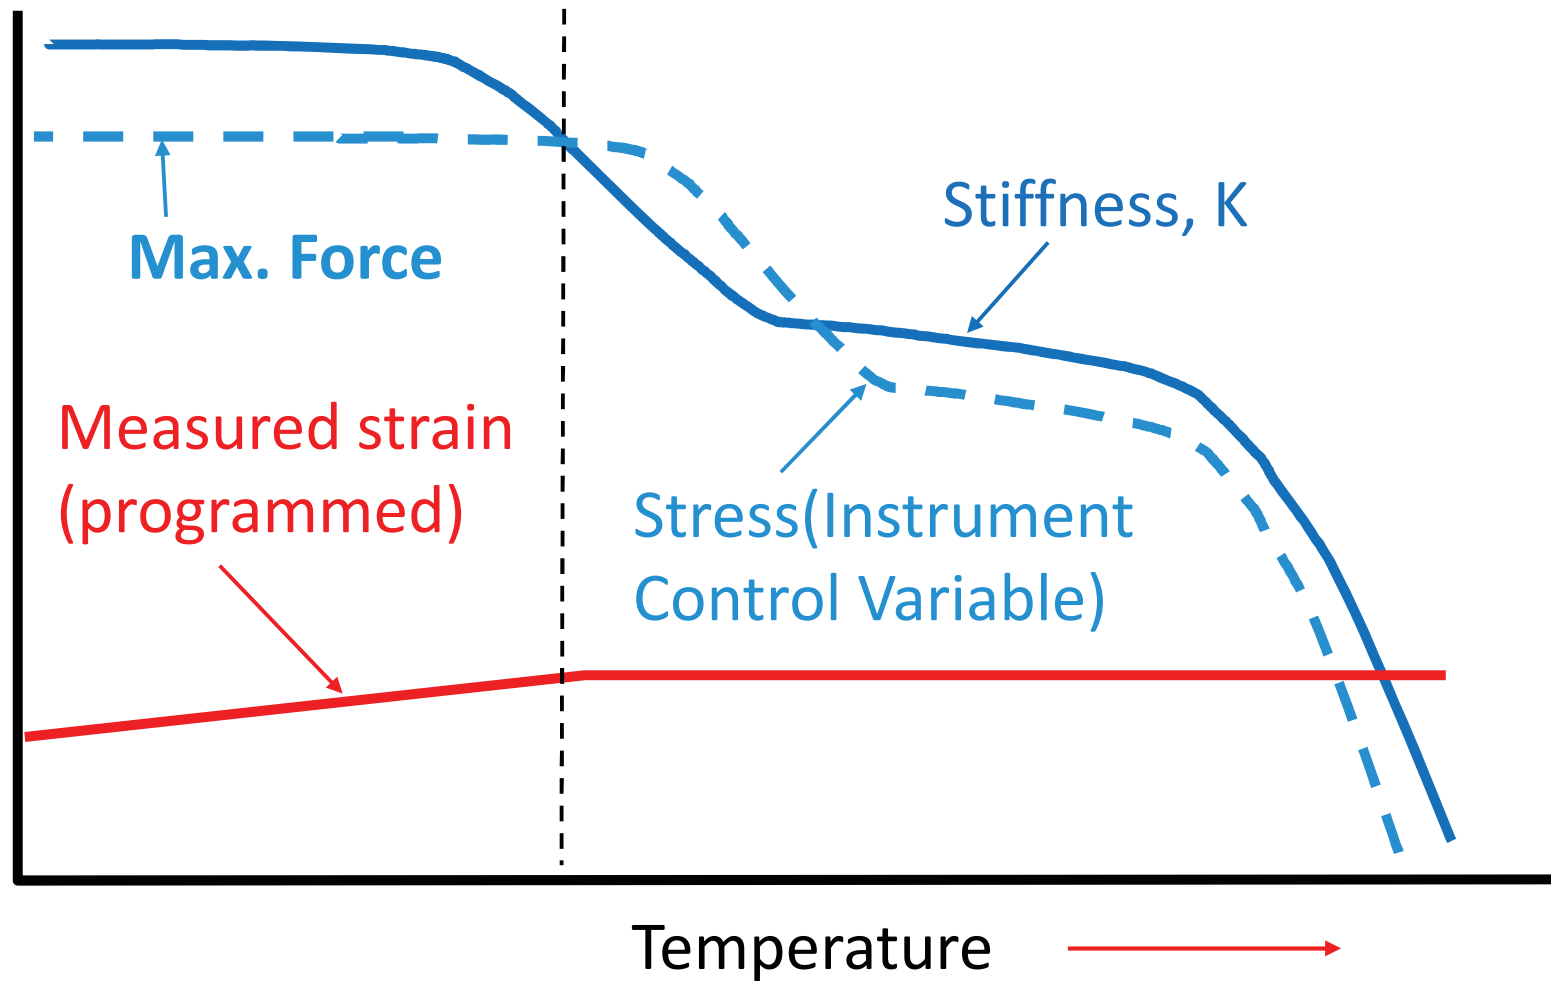 Stiffness, K
Max. Force
Measured strain
(programmed)
Stress(Instrument
Control Variable)
Temperature